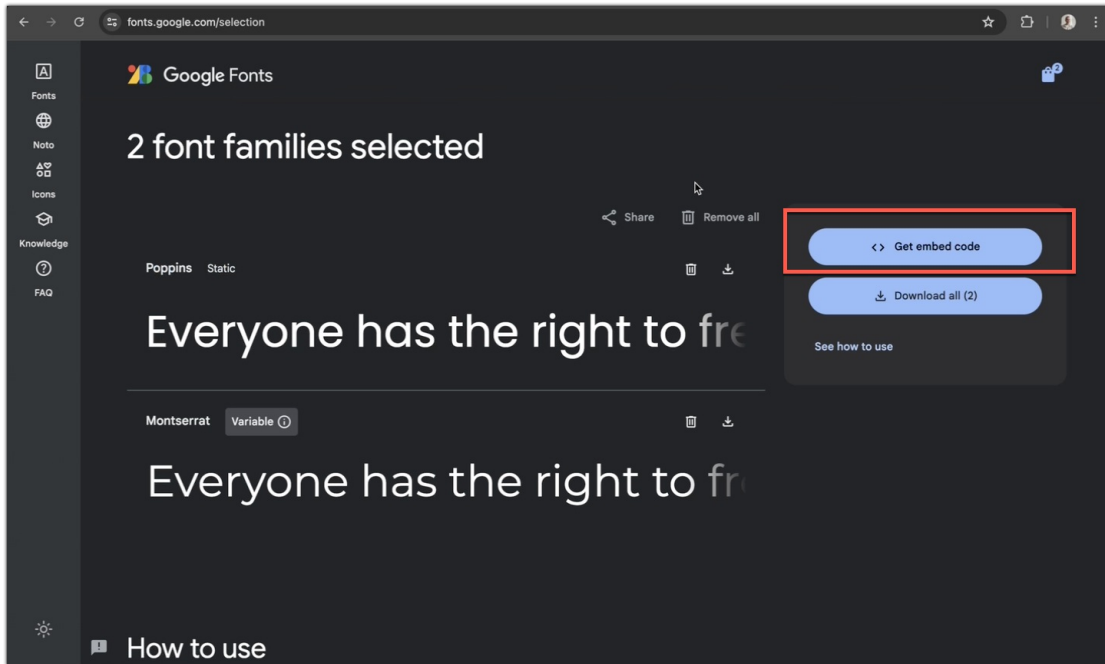 fonts.google.com/selection
Fonts
Noto
Icons
Knowledge
FAQ
Google Fonts
2
2 font families selected
Share
Remove all
Get embed code
Download all (2)
See how to use
Poppins Static
Everyone has the right to fre
Montserrat Variable
Everyone has the right to fr
How to use